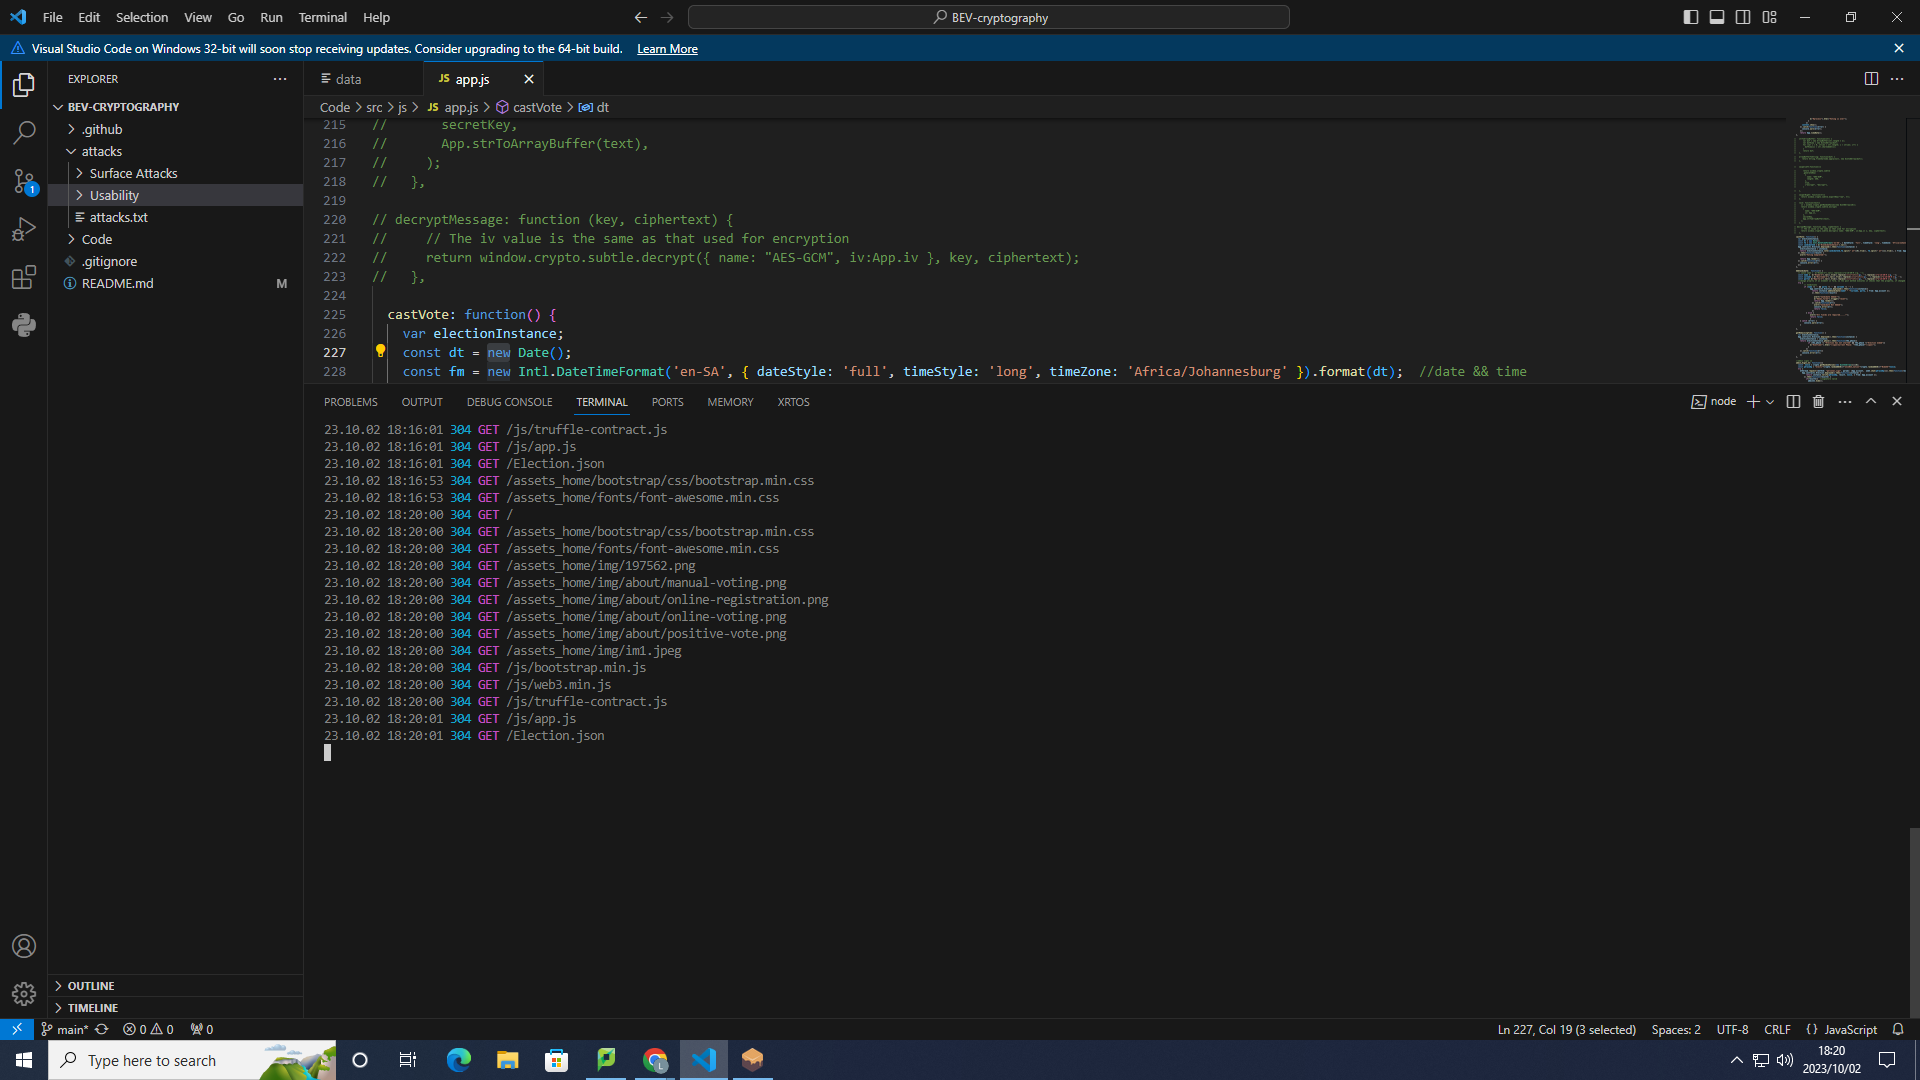 File Edit Selection View Go Run Terminal Help
BEV-cryptography
Visual Studio Code on Windows 32-bit will soon stop receiving updates. Consider upgrading to the 64-bit build. Learn More
EXPLORER
BEV-CRYPTOGRAPHY
.github
attacks
Surface Attacks
Usability
attacks.txt
Code
.gitignore
README.md M
OUTLINE
TIMELINE
1
data
JS app.js
Code > src > js > JS app.js > castVote > dt
215 // secretKey,
216 // App.strToArrayBuffer(text),
217 // );
218 // },
219
220 // decryptMessage: function (key, ciphertext) {
221 // // The iv value is the same as that used for encryption
222 // return window.crypto.subtle.decrypt({ name: "AES-GCM", iv:App.iv }, key, ciphertext);
223 // },
224
225 castVote: function() {
226 var electionInstance;
227 const dt = new Date();
228 const fm = new Intl.DateTimeFormat('en-SA', { dateStyle: 'full', timeStyle: 'long', timeZone: 'Africa/Johannesburg' }).format(dt); //date && time
PROBLEMS OUTPUT DEBUG CONSOLE TERMINAL PORTS MEMORY XRTOS
node
23.10.02 18:16:01 304 GET /js/truffle-contract.js
23.10.02 18:16:01 304 GET /js/app.js
23.10.02 18:16:01 304 GET /Election.json
23.10.02 18:16:53 304 GET /assets_home/bootstrap/css/bootstrap.min.css
23.10.02 18:16:53 304 GET /assets_home/fonts/font-awesome.min.css
23.10.02 18:20:00 304 GET /
23.10.02 18:20:00 304 GET /assets_home/bootstrap/css/bootstrap.min.css
23.10.02 18:20:00 304 GET /assets_home/fonts/font-awesome.min.css
23.10.02 18:20:00 304 GET /assets_home/img/197562.png
23.10.02 18:20:00 304 GET /assets_home/img/about/manual-voting.png
23.10.02 18:20:00 304 GET /assets_home/img/about/online-registration.png
23.10.02 18:20:00 304 GET /assets_home/img/about/online-voting.png
23.10.02 18:20:00 304 GET /assets_home/img/about/positive-vote.png
23.10.02 18:20:00 304 GET /assets_home/img/im1.jpeg
23.10.02 18:20:00 304 GET /js/bootstrap.min.js
23.10.02 18:20:00 304 GET /js/web3.min.js
23.10.02 18:20:00 304 GET /js/truffle-contract.js
23.10.02 18:20:01 304 GET /js/app.js
23.10.02 18:20:01 304 GET /Election.json
main* 0 0 0
Ln 227, Col 19 (3 selected) Spaces: 2 UTF-8 CRLF {} JavaScript
Type here to search
L
18:20
2023/10/02